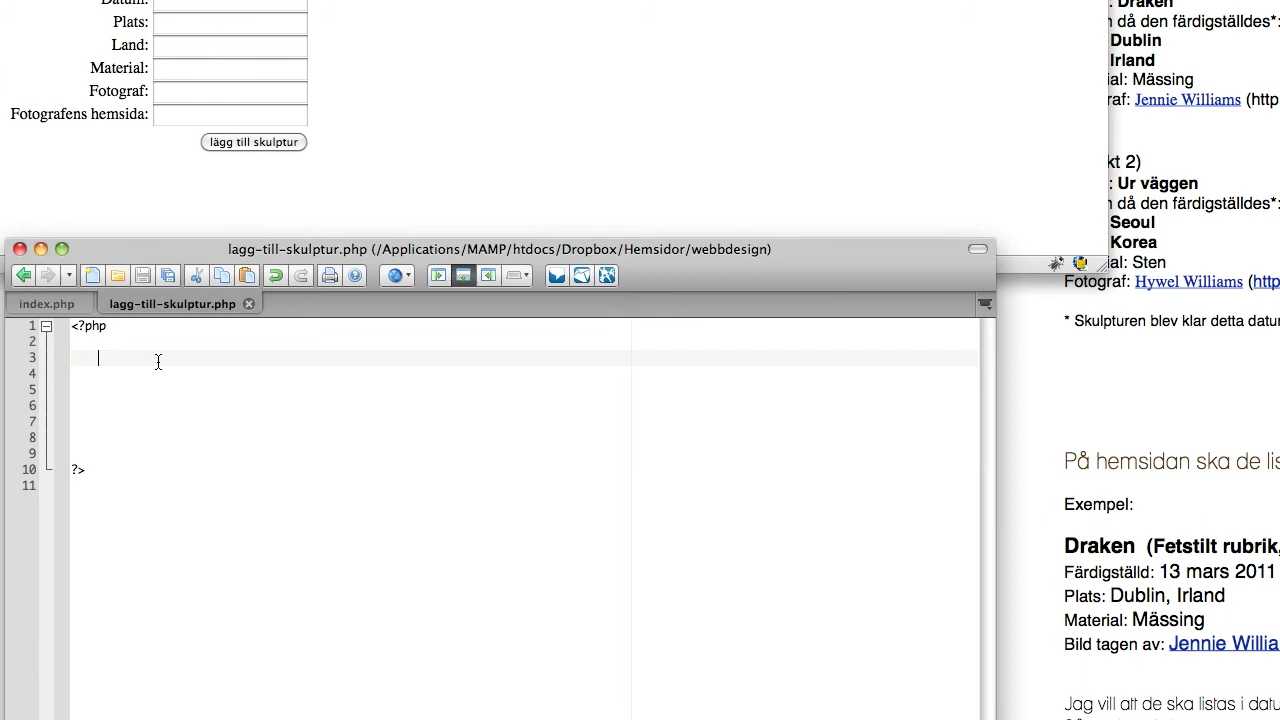 Datum:
Plats:
Land:
Material:
Fotograf:
Fotografens hemsida:
lägg till skulptur
: Draken
n då den färdigställdes*:
Dublin
Irland
ial: Mässing
raf: Jennie Williams (http
kt 2)
: Ur väggen
n då den färdigställdes*:
Seoul
Korea
ial: Sten
Fotograf: Hywel Williams (http
* Skulpturen blev klar detta datu
lagg-till-skulptur.php (/Applications/MAMP/htdocs/Dropbox/Hemsidor/webbdesign)
index.php
lagg-till-skulptur.php
1 <?php
2
3
4
5
6
7
8
9
10 ?>
11
På hemsidan ska de lis
Exempel:
Draken (Fetstilt rubrik,
Färdigställd: 13 mars 2011
Plats: Dublin, Irland
Material: Mässing
Bild tagen av: Jennie Willia
Jag vill att de ska listas i datu